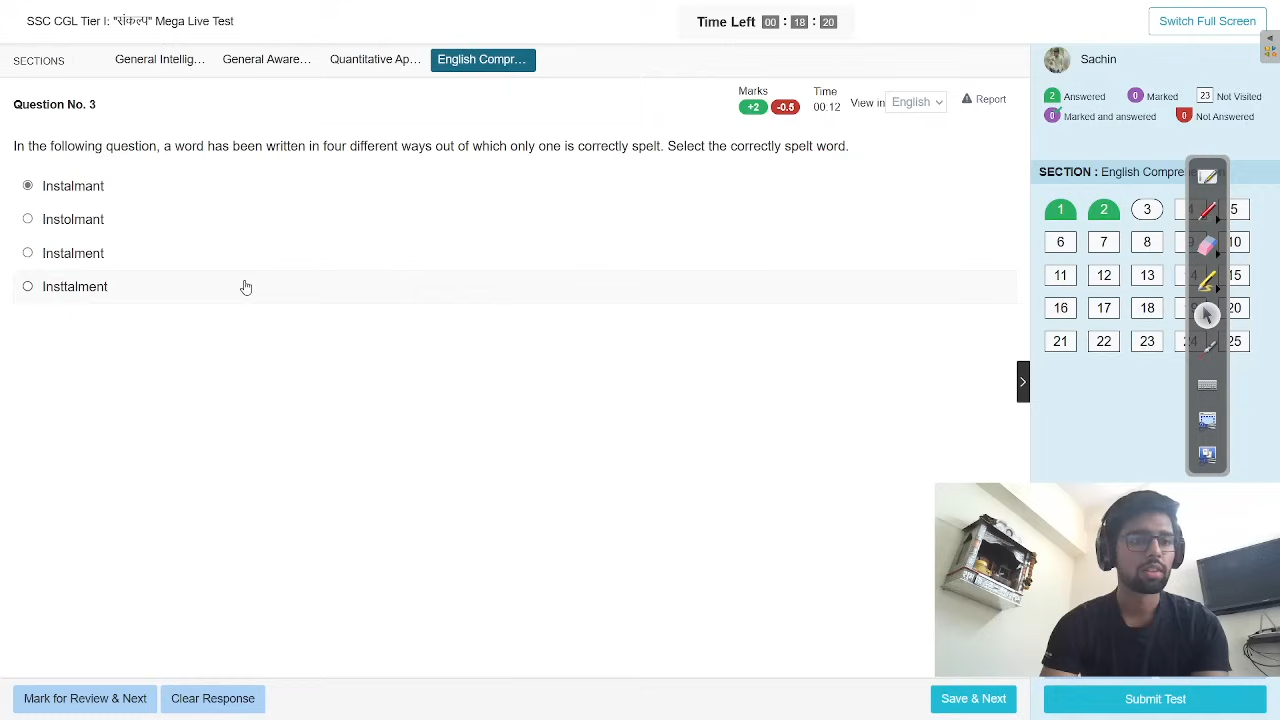 SSC CGL Tier I: "संकल्प" Mega Live Test
Time Left 00 : 18 : 20
Switch Full Screen
SECTIONS
General Intellig...
General Aware...
Quantitative Ap...
English Compr...
Sachin
Question No. 3
Marks
+2 -0.5
Time
00.12
View in English
Report
2 Answered
0 Marked
23 Not Visited
0 Marked and answered
0 Not Answered
In the following question, a word has been written in four different ways out of which only one is correctly spelt. Select the correctly spelt word.
Instalmant
Instolmant
Instalment
Insttalment
SECTION : English Compre
1 2 3 4 5
6 7 8 9 10
11 12 13 14 15
16 17 18 19 20
21 22 23 24 25
Mark for Review & Next
Clear Response
Save & Next
Submit Test